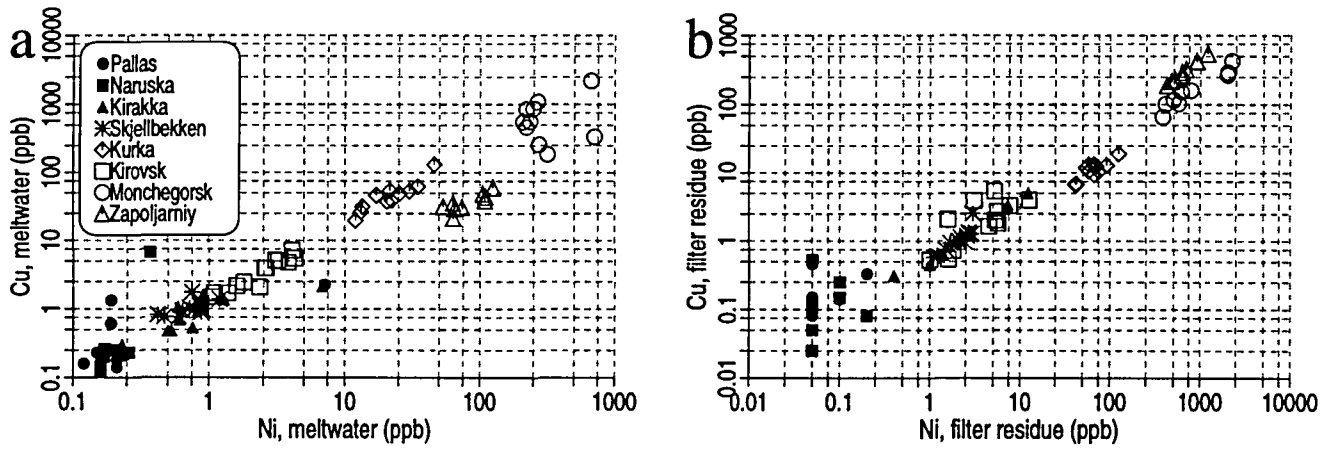 a
Cu, meltwater (ppb)
10000
1000
100
10
1
0.1
Pallas
Naruska
Kirakka
Skjellbekken
Kurka
Kirovsk
Monchegorsk
Zapoljarniy
0.1 1 10 100 1000
Ni, meltwater (ppb)
b
Cu, filter residue (ppb)
1000
100
10
1
0.1
0.01
0.01 0.1 1 10 100 1000 10000
Ni, filter residue (ppb)